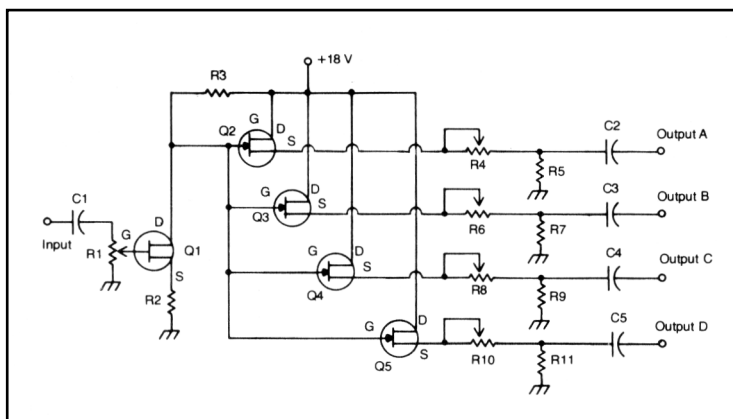 +18 V
R3
G
D
Q2
S
R4
R5
C2
Output A
G
D
Q3
S
R6
R7
C3
Output B
C1
Input
R1
G
D
Q1
S
R2
G
D
Q4
S
R8
R9
C4
Output C
G
D
Q5
S
R10
R11
C5
Output D